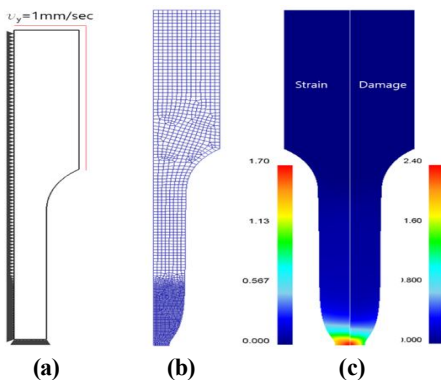 υy=1mm/sec
Strain Damage
1.70 2.40
1.13 1.60
0.567 0.800
0.000 0.000
(a) (b) (c)